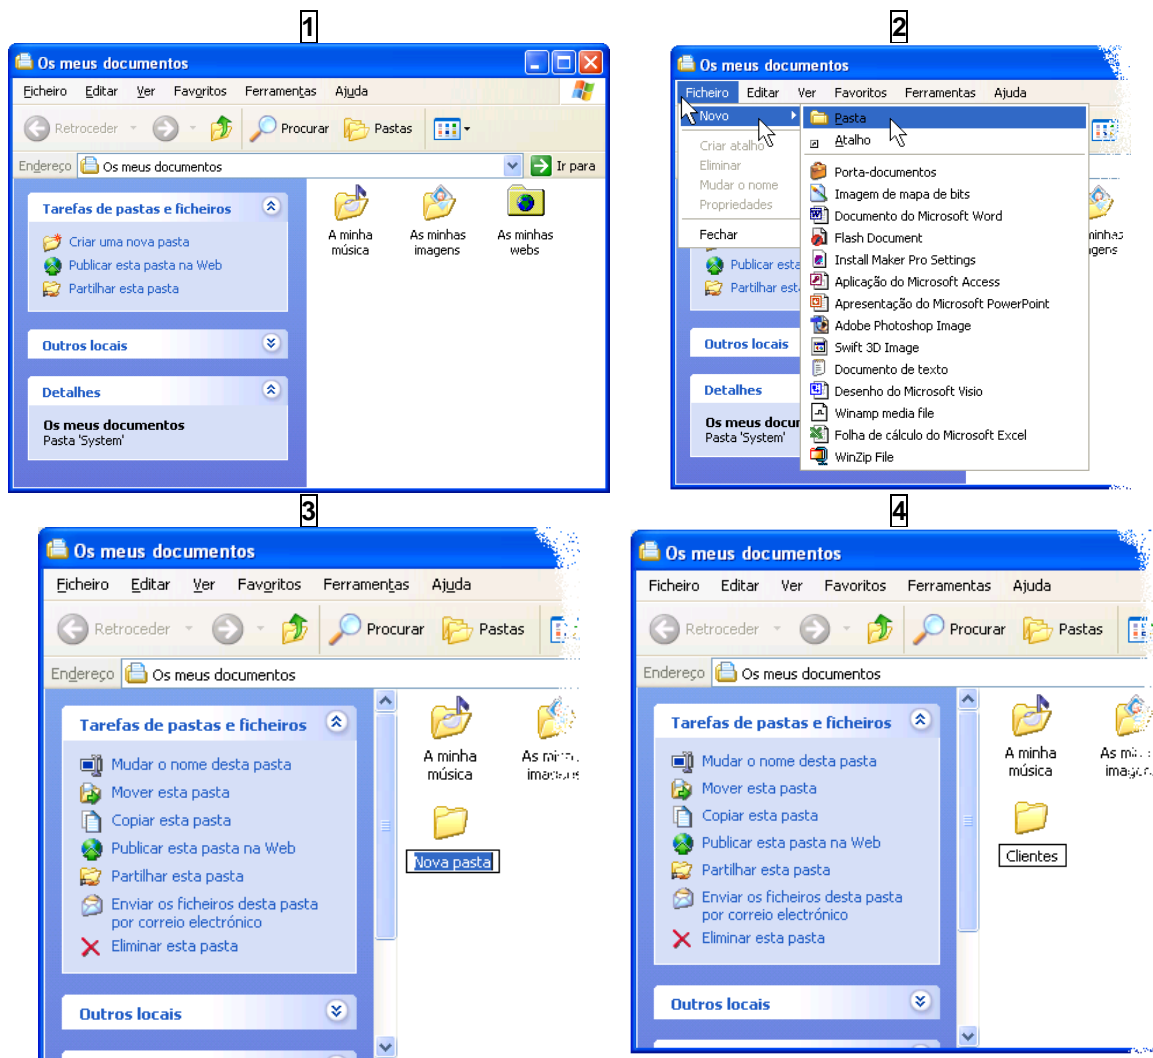 1
Os meus documentos
Ficheiro Editar Ver Favoritos Ferramentas Ajuda
Retroceder Procurar Pastas
Endereço Os meus documentos Ir para
Tarefas de pastas e ficheiros
Criar uma nova pasta
Publicar esta pasta na Web
Partilhar esta pasta
Outros locais
Detalhes
Os meus documentos
Pasta 'System'
A minha
música
As minhas
imagens
As minhas
webs
2
Os meus documentos
Ficheiro Editar Ver Favoritos Ferramentas Ajuda
Novo
Criar atalho
Eliminar
Mudar o nome
Propriedades
Fechar
Pasta
Atalho
Porta-documentos
Imagem de mapa de bits
Documento do Microsoft Word
Flash Document
Install Maker Pro Settings
Aplicação do Microsoft Access
Apresentação do Microsoft PowerPoint
Adobe Photoshop Image
Swift 3D Image
Documento de texto
Desenho do Microsoft Visio
Winamp media file
Folha de cálculo do Microsoft Excel
WinZip File
Publicar esta
Partilhar est
Outros locais
Detalhes
Os meus docur
Pasta 'System'
3
Os meus documentos
Ficheiro Editar Ver Favoritos Ferramentas Ajuda
Retroceder Procurar Pastas
Endereço Os meus documentos
Tarefas de pastas e ficheiros
Mudar o nome desta pasta
Mover esta pasta
Copiar esta pasta
Publicar esta pasta na Web
Partilhar esta pasta
Enviar os ficheiros desta pasta
por correio electrónico
Eliminar esta pasta
Outros locais
A minha
música
As
Nova pasta
4
Os meus documentos
Ficheiro Editar Ver Favoritos Ferramentas Ajuda
Retroceder Procurar Pastas
Endereço Os meus documentos
Tarefas de pastas e ficheiros
Mudar o nome desta pasta
Mover esta pasta
Copiar esta pasta
Publicar esta pasta na Web
Partilhar esta pasta
Enviar os ficheiros desta pasta
por correio electrónico
Eliminar esta pasta
Outros locais
A minha
música
As
Clientes